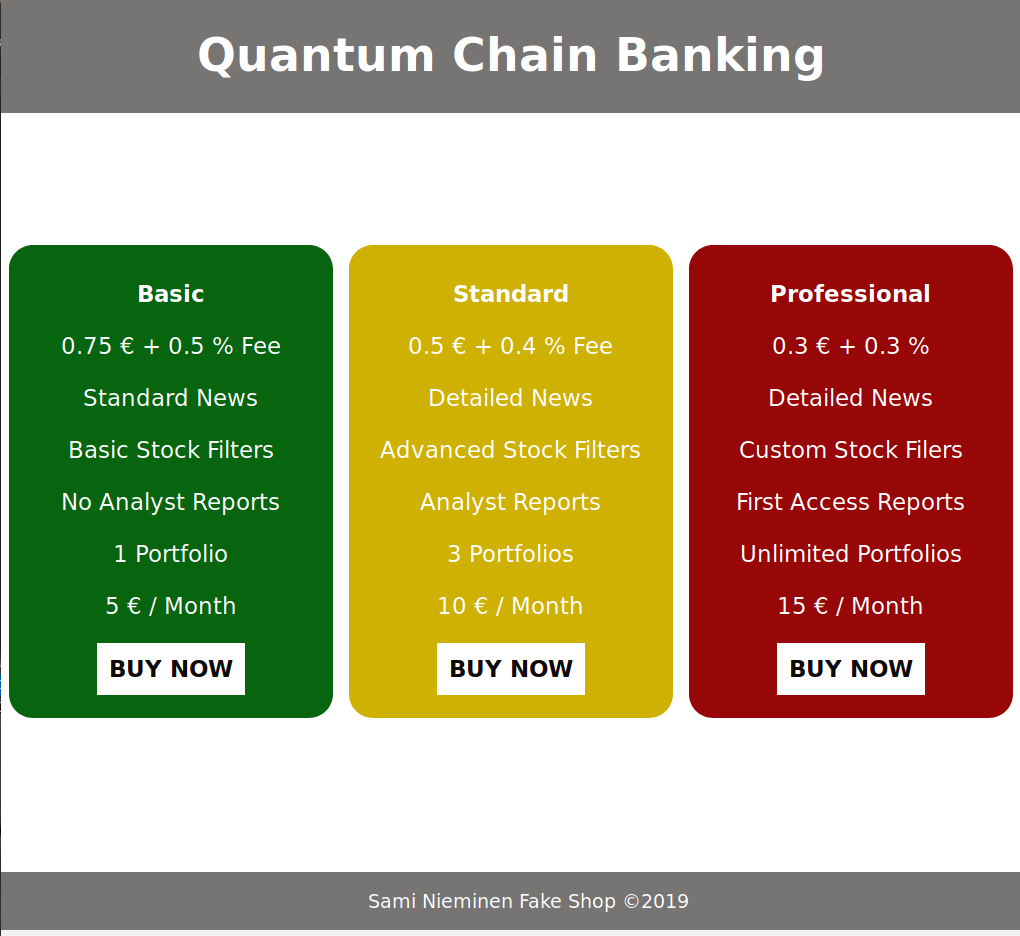 Quantum Chain Banking
Basic
0.75 € + 0.5 % Fee
Standard News
Basic Stock Filters
No Analyst Reports
1 Portfolio
5 € / Month
BUY NOW
Standard
0.5 € + 0.4 % Fee
Detailed News
Advanced Stock Filters
Analyst Reports
3 Portfolios
10 € / Month
BUY NOW
Professional
0.3 € + 0.3 %
Detailed News
Custom Stock Filers
First Access Reports
Unlimited Portfolios
15 € / Month
BUY NOW
Sami Nieminen Fake Shop ©2019